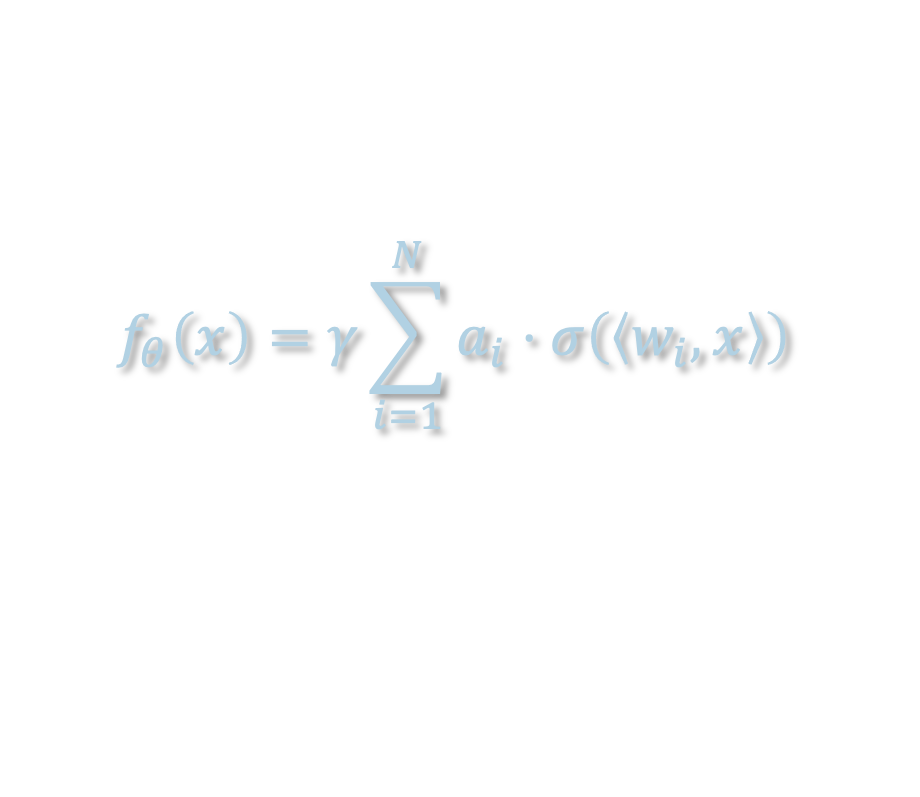 f_θ(x) = γ ∑_{i=1}^{N} a_i · σ(⟨w_i, x⟩)